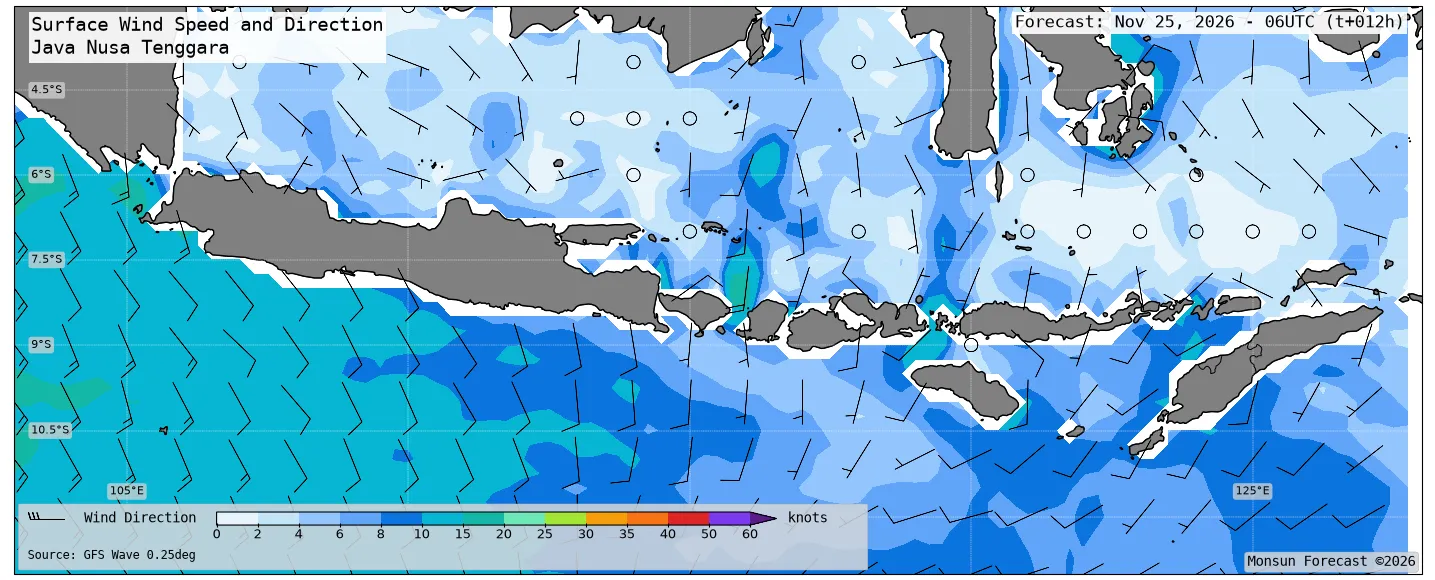 Surface Wind Speed and Direction
Java Nusa Tenggara
Forecast: Nov 25, 2026 - 06UTC (t+012h)
4.5°S
6°S
7.5°S
9°S
10.5°S
105°E
125°E
Wind Direction
0 2 4 6 8 10 15 20 25 30 35 40 50 60
knots
Source: GFS Wave 0.25deg
Monsun Forecast ©2026